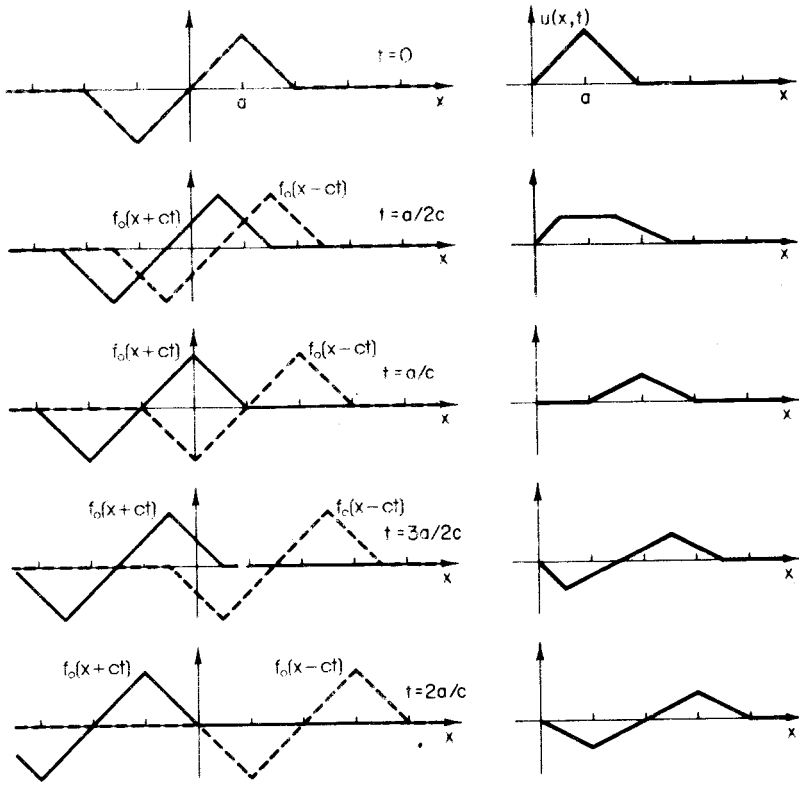 t=0
a
x
u(x,t)
a
x
f₀(x+ct)
f₀(x−ct)
t=a/2c
x
x
f₀(x+ct)
f₀(x−ct)
t=a/c
x
x
f₀(x+ct)
f₀(x−ct)
t=3a/2c
x
x
f₀(x+ct)
f₀(x−ct)
t=2a/c
x
x